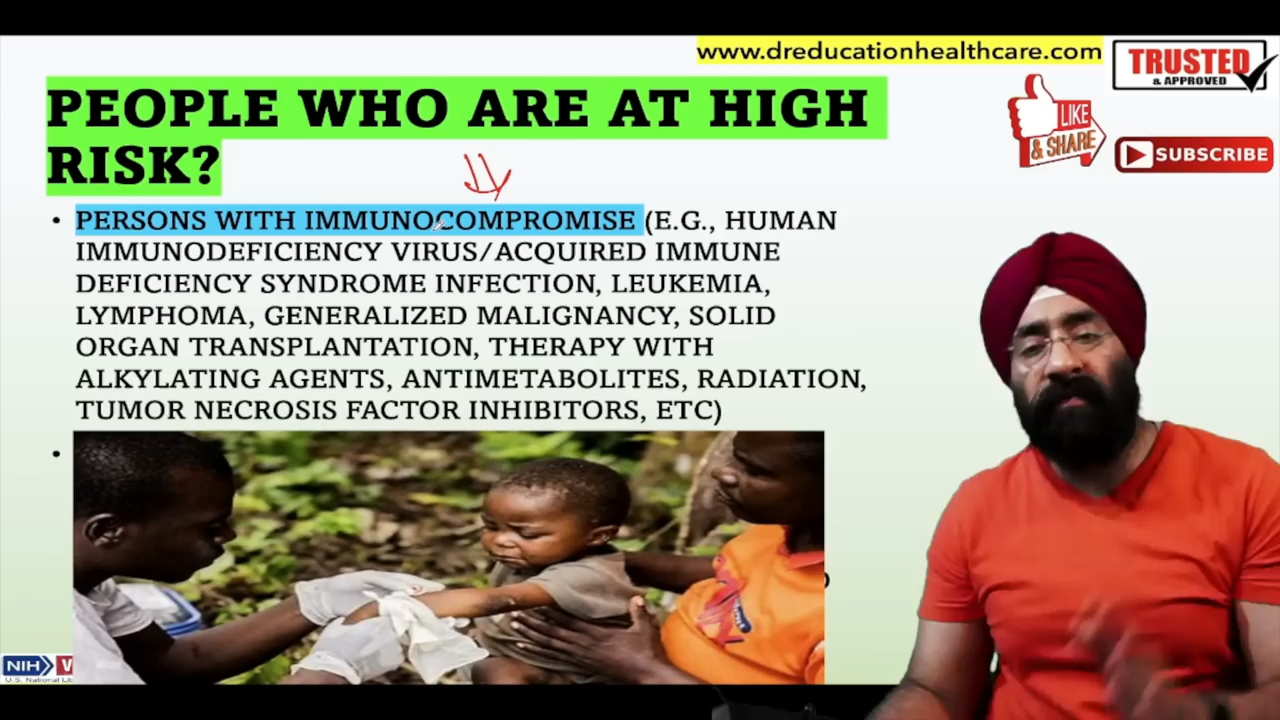 www.dreducationhealthcare.com
TRUSTED
& APPROVED
PEOPLE WHO ARE AT HIGH
RISK?
LIKE
& SHARE
SUBSCRIBE
• PERSONS WITH IMMUNOCOMPROMISE (E.G., HUMAN
IMMUNODEFICIENCY VIRUS/ACQUIRED IMMUNE
DEFICIENCY SYNDROME INFECTION, LEUKEMIA,
LYMPHOMA, GENERALIZED MALIGNANCY, SOLID
ORGAN TRANSPLANTATION, THERAPY WITH
ALKYLATING AGENTS, ANTIMETABOLITES, RADIATION,
TUMOR NECROSIS FACTOR INHIBITORS, ETC)
•
NIH
U.S. National